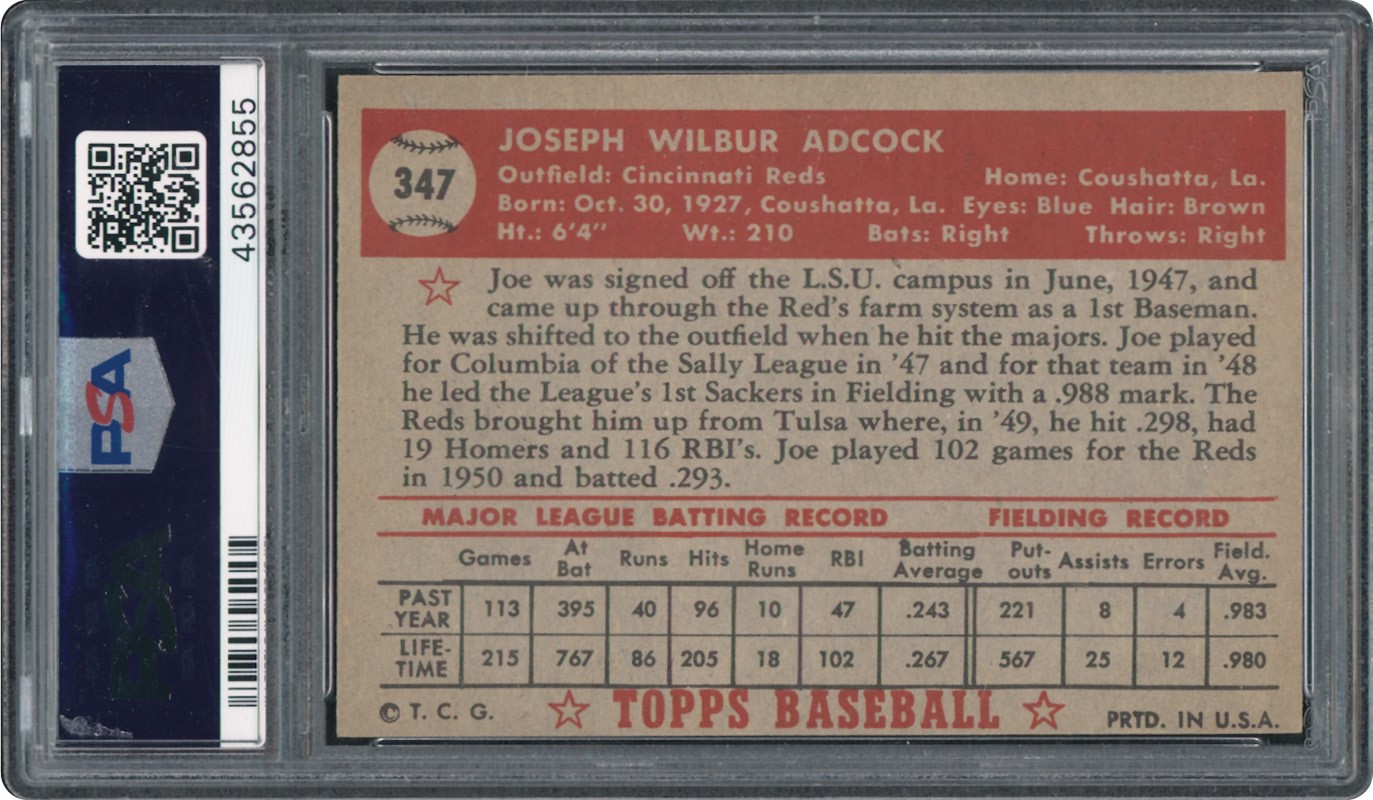 43562855
PSA
347
JOSEPH WILBUR ADCOCK
Outfield: Cincinnati Reds Home: Coushatta, La.
Born: Oct. 30, 1927, Coushatta, La. Eyes: Blue Hair: Brown
Ht.: 6'4" Wt.: 210 Bats: Right Throws: Right
Joe was signed off the L.S.U. campus in June, 1947, and
came up through the Red's farm system as a 1st Baseman.
He was shifted to the outfield when he hit the majors. Joe played
for Columbia of the Sally League in '47 and for that team in '48
he led the League's 1st Sackers in Fielding with a .988 mark. The
Reds brought him up from Tulsa where, in '49, he hit .298, had
19 Homers and 116 RBI's. Joe played 102 games for the Reds
in 1950 and batted .293.
MAJOR LEAGUE BATTING RECORD FIELDING RECORD
Games At Bat Runs Hits Home Runs RBI Batting Average Put-outs Assists Errors Field. Avg.
PAST YEAR 113 395 40 96 10 47 .243 221 8 4 .983
LIFE-TIME 215 767 86 205 18 102 .267 567 25 12 .980
© T. C. G. TOPPS BASEBALL PRTD. IN U.S.A.
PSA